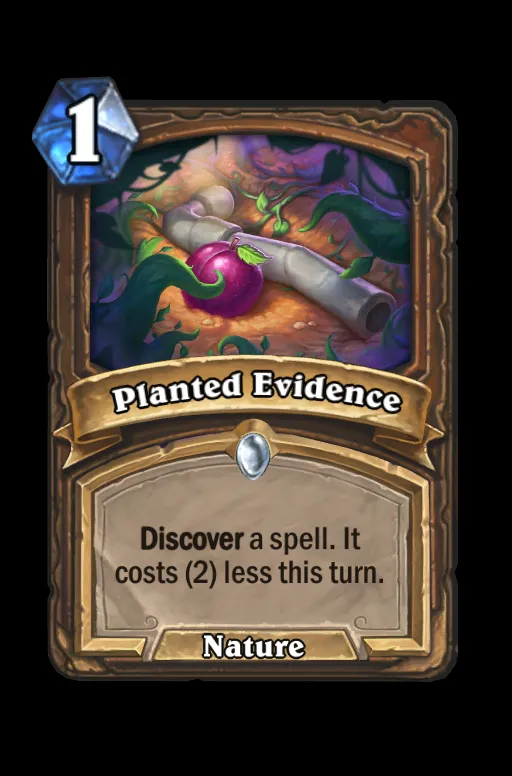 1
Planted Evidence
Discover a spell. It
costs (2) less this turn.
Nature